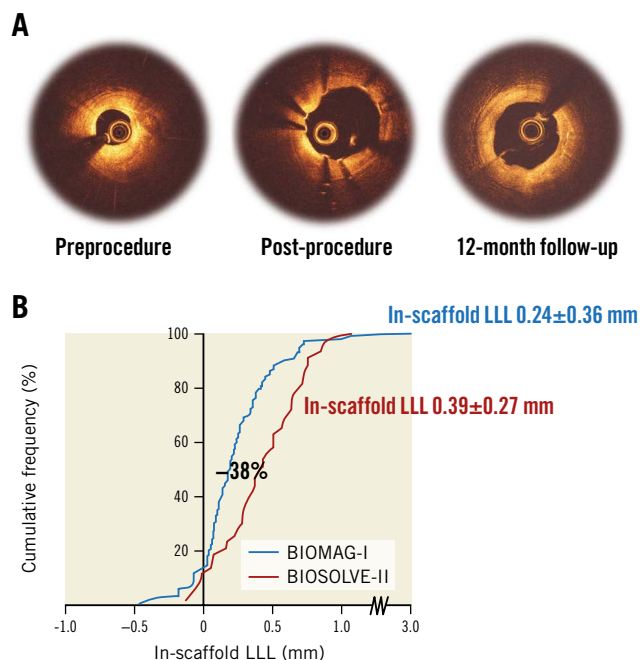 A
Preprocedure
Post-procedure
12-month follow-up
B
In-scaffold LLL 0.24±0.36 mm
In-scaffold LLL 0.39±0.27 mm
Cumulative frequency (%)
100
80
60
40
20
–38%
BIOMAG-I
BIOSOLVE-II
-1.0
–0.5
0
0.5
1.0
3.0
In-scaffold LLL (mm)